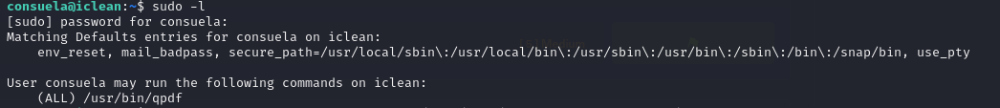 consuela@iclean:~$ sudo -l
[sudo] password for consuela:
Matching Defaults entries for consuela on iclean:
    env_reset, mail_badpass, secure_path=/usr/local/sbin\:/usr/local/bin\:/usr/sbin\:/usr/bin\:/sbin\:/bin\:/snap/bin, use_pty

User consuela may run the following commands on iclean:
    (ALL) /usr/bin/qpdf